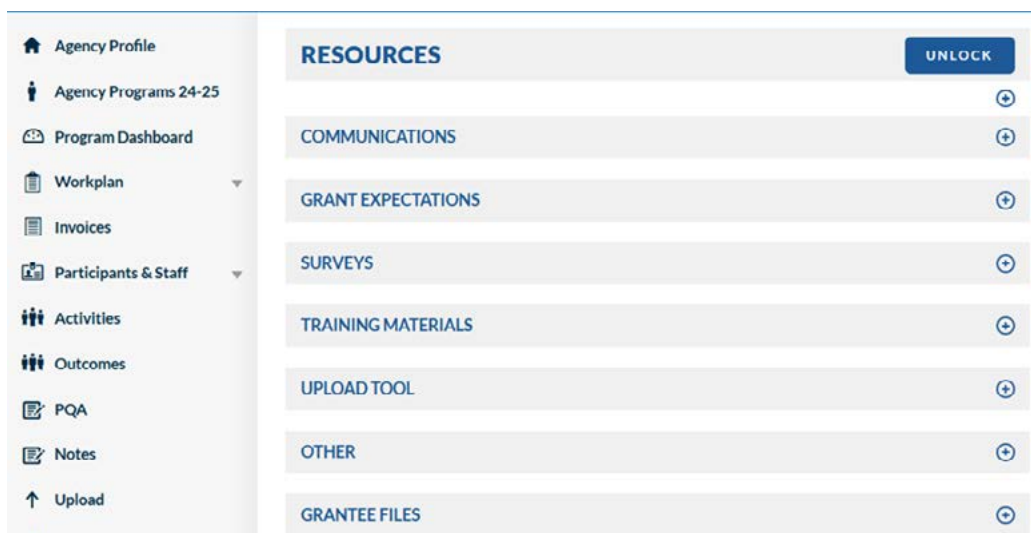 Agency Profile
Agency Programs 24-25
Program Dashboard
Workplan
Invoices
Participants & Staff
Activities
Outcomes
PQA
Notes
Upload
RESOURCES
UNLOCK
COMMUNICATIONS
GRANT EXPECTATIONS
SURVEYS
TRAINING MATERIALS
UPLOAD TOOL
OTHER
GRANTEE FILES